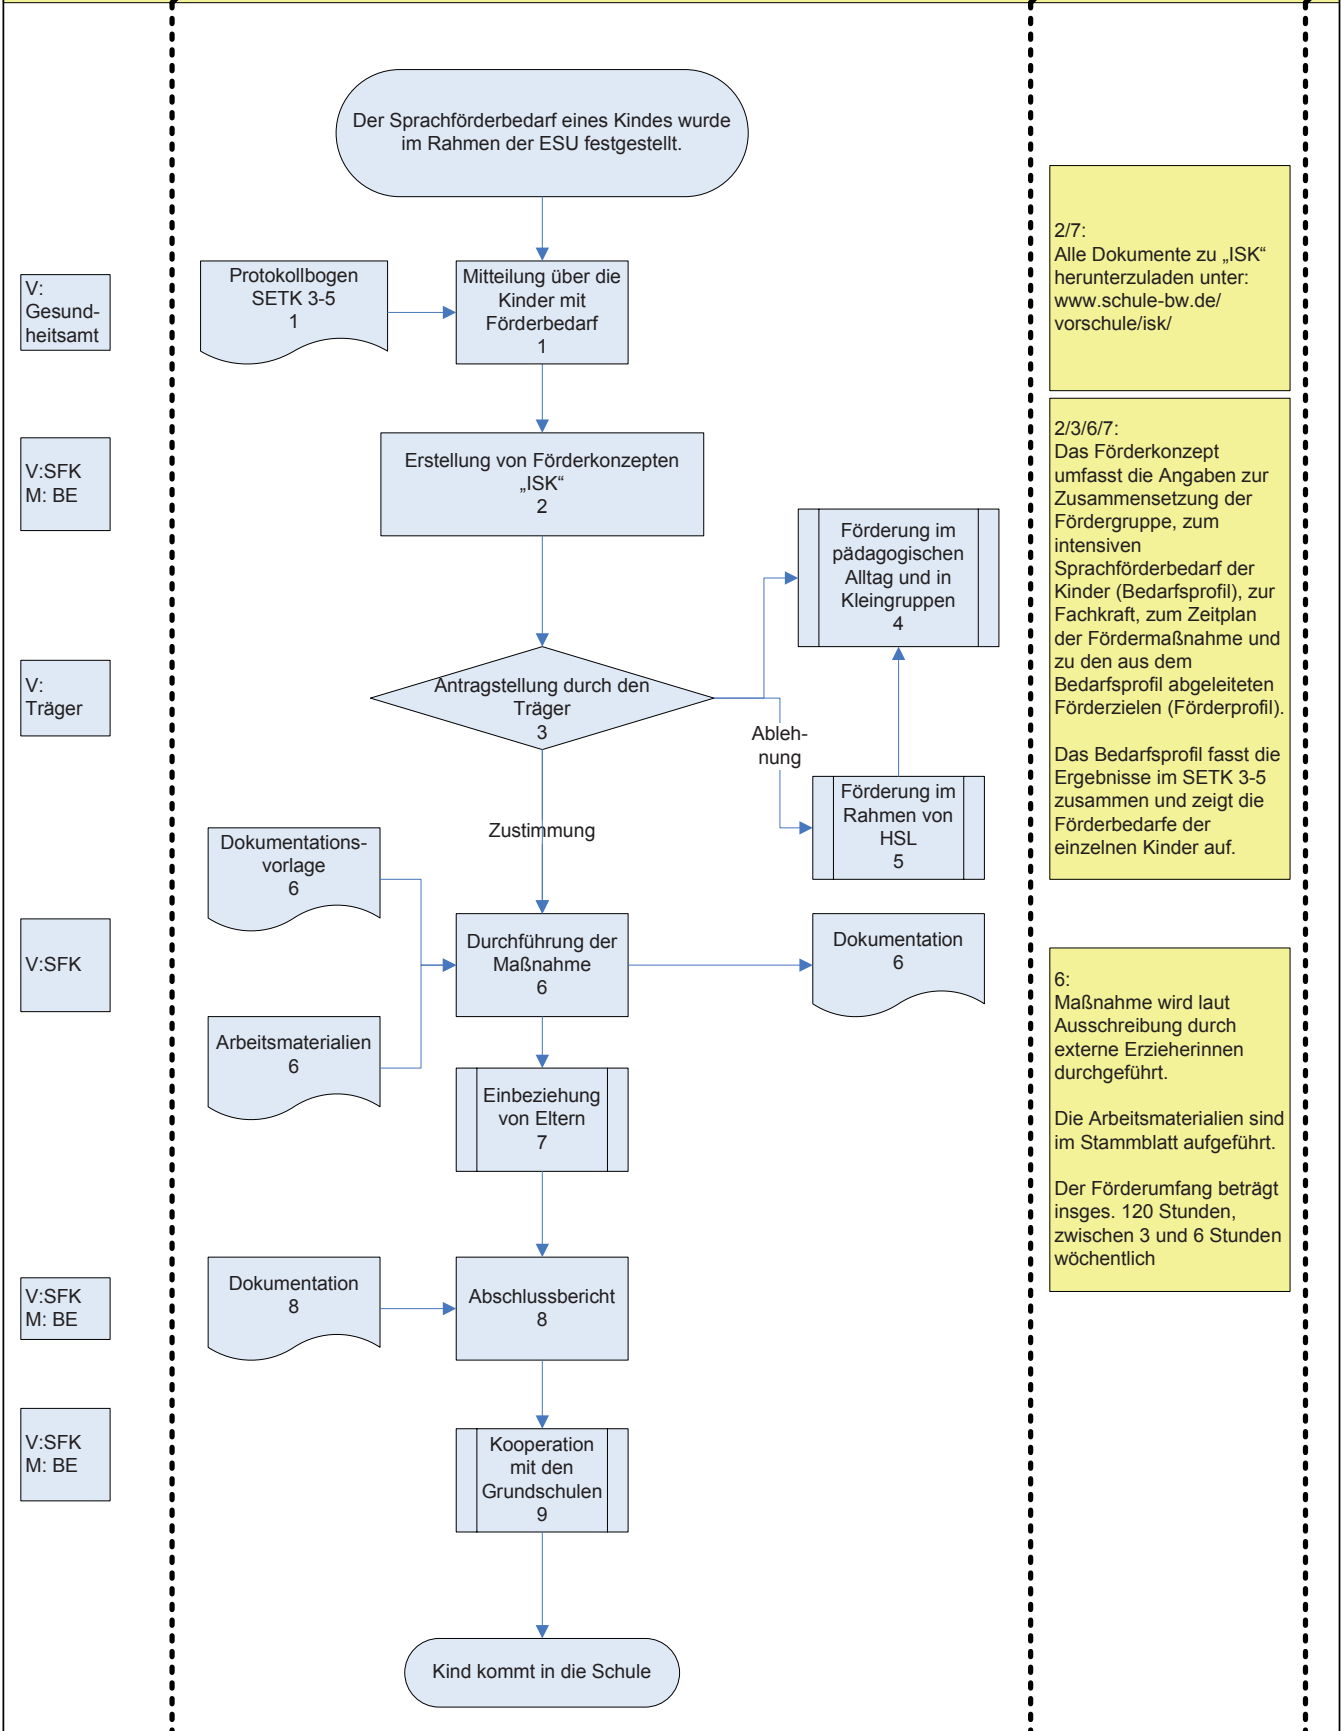 Der Sprachförderbedarf eines Kindes wurde
im Rahmen der ESU festgestellt.
V:
Gesund-
heitsamt
Protokollbogen
SETK 3-5
1
Mitteilung über die
Kinder mit
Förderbedarf
1
2/7:
Alle Dokumente zu „ISK“
herunterzuladen unter:
www.schule-bw.de/
vorschule/isk/
V:SFK
M: BE
Erstellung von Förderkonzepten
„ISK“
2
Förderung im
pädagogischen
Alltag und in
Kleingruppen
4
2/3/6/7:
Das Förderkonzept
umfasst die Angaben zur
Zusammensetzung der
Fördergruppe, zum
intensiven
Sprachförderbedarf der
Kinder (Bedarfsprofil), zur
Fachkraft, zum Zeitplan
der Fördermaßnahme und
zu den aus dem
Bedarfsprofil abgeleiteten
Förderzielen (Förderprofil).
Das Bedarfsprofil fasst die
Ergebnisse im SETK 3-5
zusammen und zeigt die
Förderbedarfe der
einzelnen Kinder auf.
V:
Träger
Antragstellung durch den
Träger
3
Ableh-
nung
Förderung im
Rahmen von
HSL
5
Zustimmung
Dokumentations-
vorlage
6
V:SFK
Durchführung der
Maßnahme
6
Dokumentation
6
Arbeitsmaterialien
6
6:
Maßnahme wird laut
Ausschreibung durch
externe Erzieherinnen
durchgeführt.
Die Arbeitsmaterialien sind
im Stammblatt aufgeführt.
Der Förderumfang beträgt
insges. 120 Stunden,
zwischen 3 und 6 Stunden
wöchentlich
Einbeziehung
von Eltern
7
V:SFK
M: BE
Dokumentation
8
Abschlussbericht
8
V:SFK
M: BE
Kooperation
mit den
Grundschulen
9
Kind kommt in die Schule